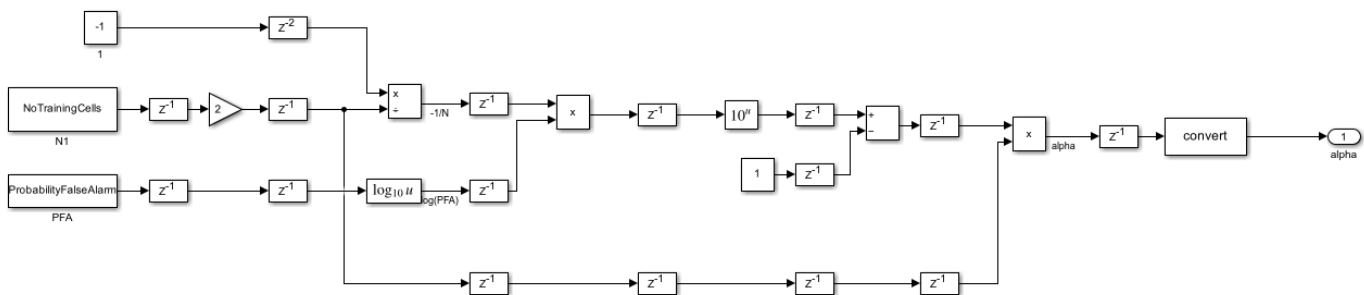 -1
1
Z⁻²
NoTrainingCells
N1
Z⁻¹
2
Z⁻¹
x
÷
-1/N
Z⁻¹
x
Z⁻¹
10ᵘ
Z⁻¹
+
−
Z⁻¹
x
alpha
Z⁻¹
convert
1
alpha
1
Z⁻¹
ProbabilityFalseAlarm
PFA
Z⁻¹
Z⁻¹
log₁₀ u
log(PFA)
Z⁻¹
Z⁻¹
Z⁻¹
Z⁻¹
Z⁻¹